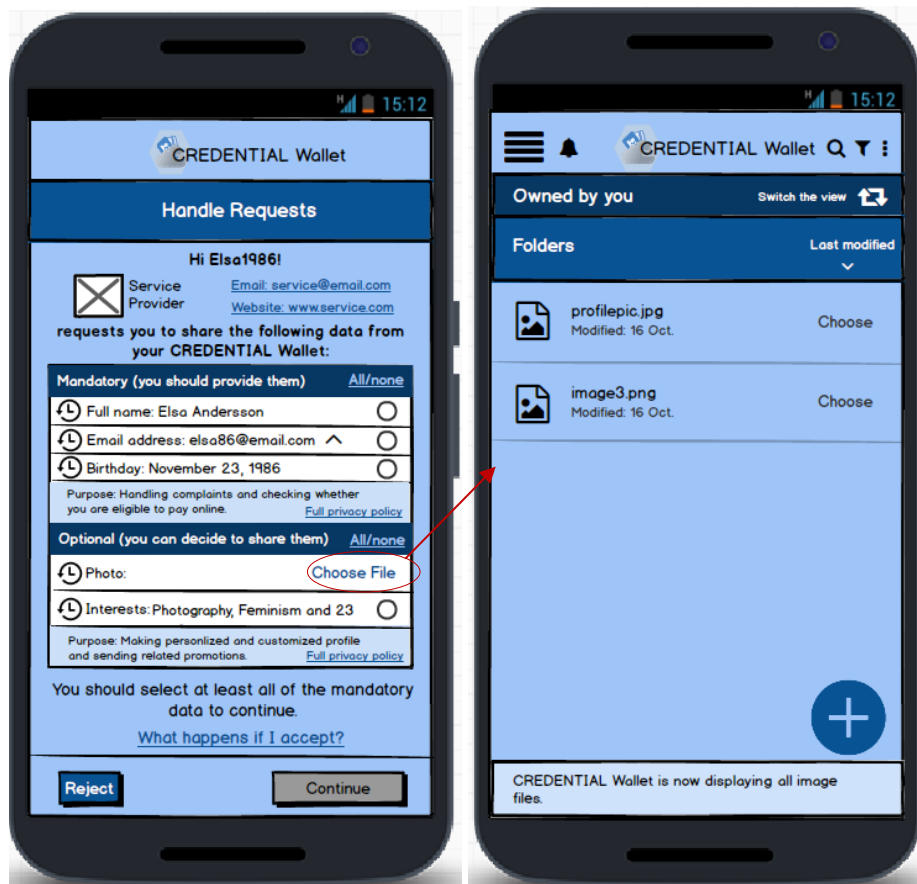 H 15:12
CREDENTIAL Wallet
Handle Requests
Hi Elsa1986!
Service
Provider
Email: service@email.com
Website: www.service.com
requests you to share the following data from
your CREDENTIAL Wallet:
Mandatory (you should provide them) All/none
Full name: Elsa Andersson
Email address: elsa86@email.com
Birthday: November 23, 1986
Purpose: Handling complaints and checking whether
you are eligible to pay online. Full privacy policy
Optional (you can decide to share them) All/none
Photo: Choose File
Interests: Photography, Feminism and 23
Purpose: Making personlized and customized profile
and sending related promotions. Full privacy policy
You should select at least all of the mandatory
data to continue.
What happens if I accept?
Reject Continue
H 15:12
CREDENTIAL Wallet
Owned by you Switch the view
Folders Last modified
profilepic.jpg
Modified: 16 Oct.
Choose
image3.png
Modified: 16 Oct.
Choose
CREDENTIAL Wallet is now displaying all image
files.